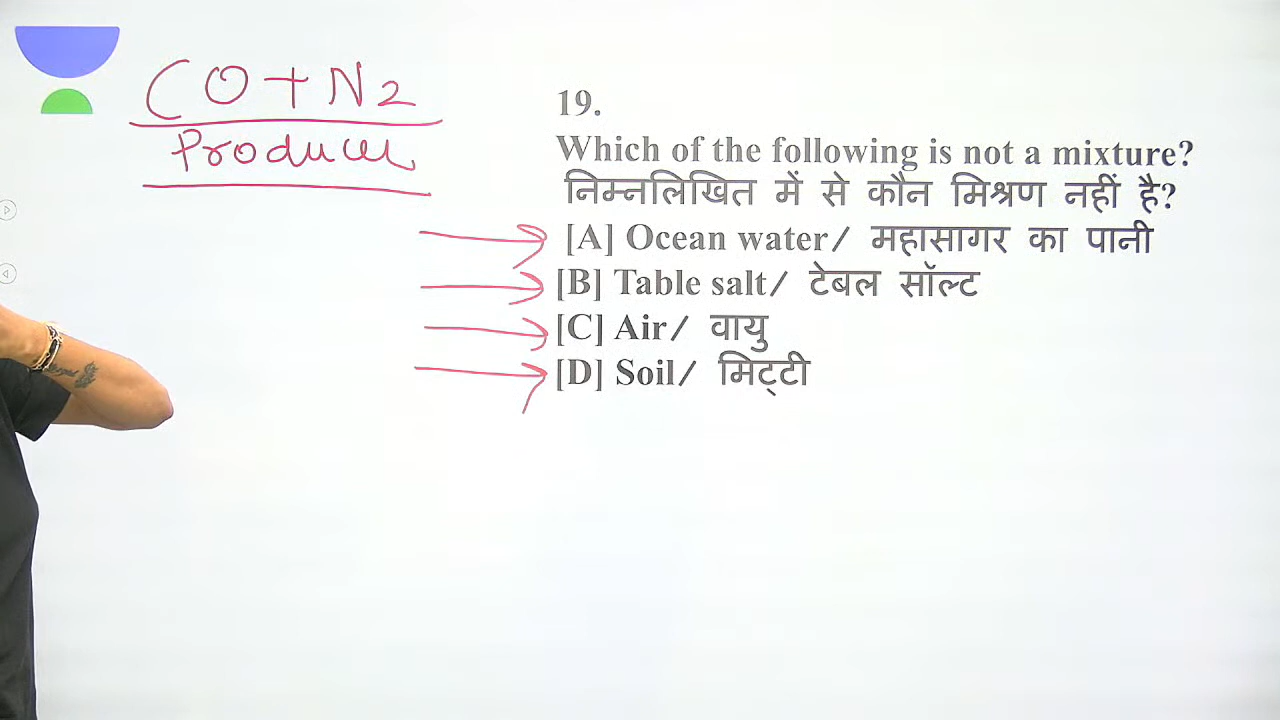 CO+N2
Producer
19.
Which of the following is not a mixture?
निम्नलिखित में से कौन मिश्रण नहीं है?
[A] Ocean water/ महासागर का पानी
[B] Table salt/ टेबल सॉल्ट
[C] Air/ वायु
[D] Soil/ मिट्टी